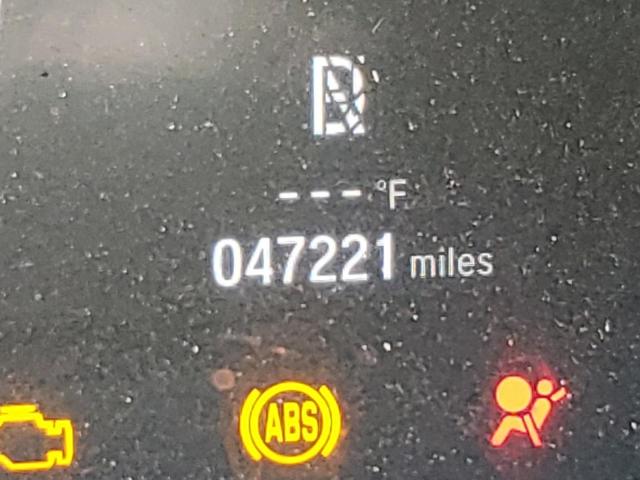 --- °F
047221 miles
ABS